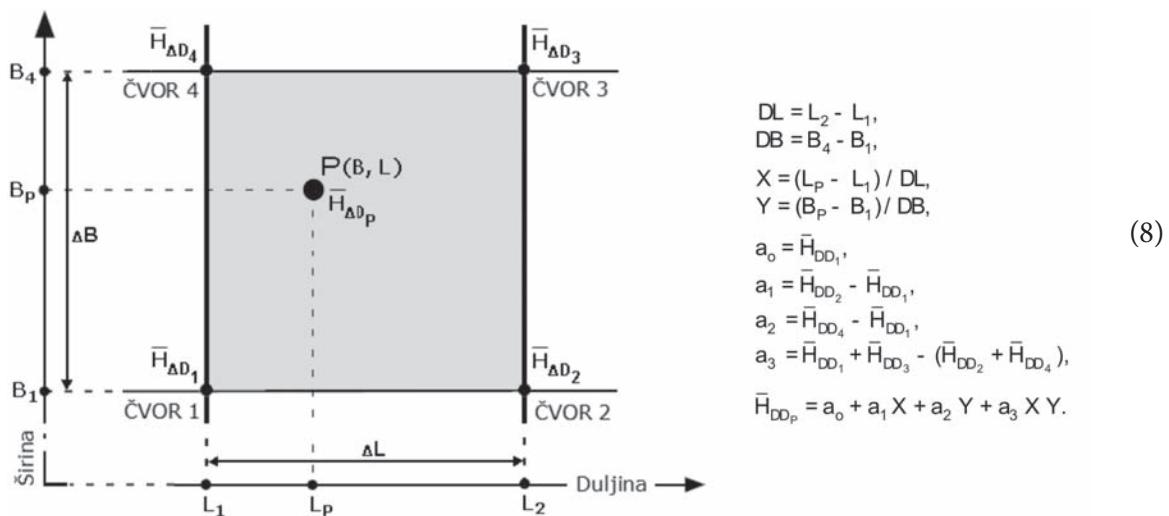 H̄ΔD₄
H̄ΔD₃
B₄
ČVOR 4
ČVOR 3
P(B, L)
Bₚ
H̄ΔDₚ
ΔB
H̄ΔD₁
H̄ΔD₂
B₁
ČVOR 1
ČVOR 2
Širina
ΔL
Duljina
L₁
Lₚ
L₂
DL = L₂ - L₁,
DB = B₄ - B₁,
X = (Lₚ - L₁) / DL,
Y = (Bₚ - B₁) / DB,
aₒ = H̄DD₁,
a₁ = H̄DD₂ - H̄DD₁,
a₂ = H̄DD₄ - H̄DD₁,
a₃ = H̄DD₁ + H̄DD₃ - (H̄DD₂ + H̄DD₄),
H̄DDₚ = aₒ + a₁ X + a₂ Y + a₃ X Y.
(8)